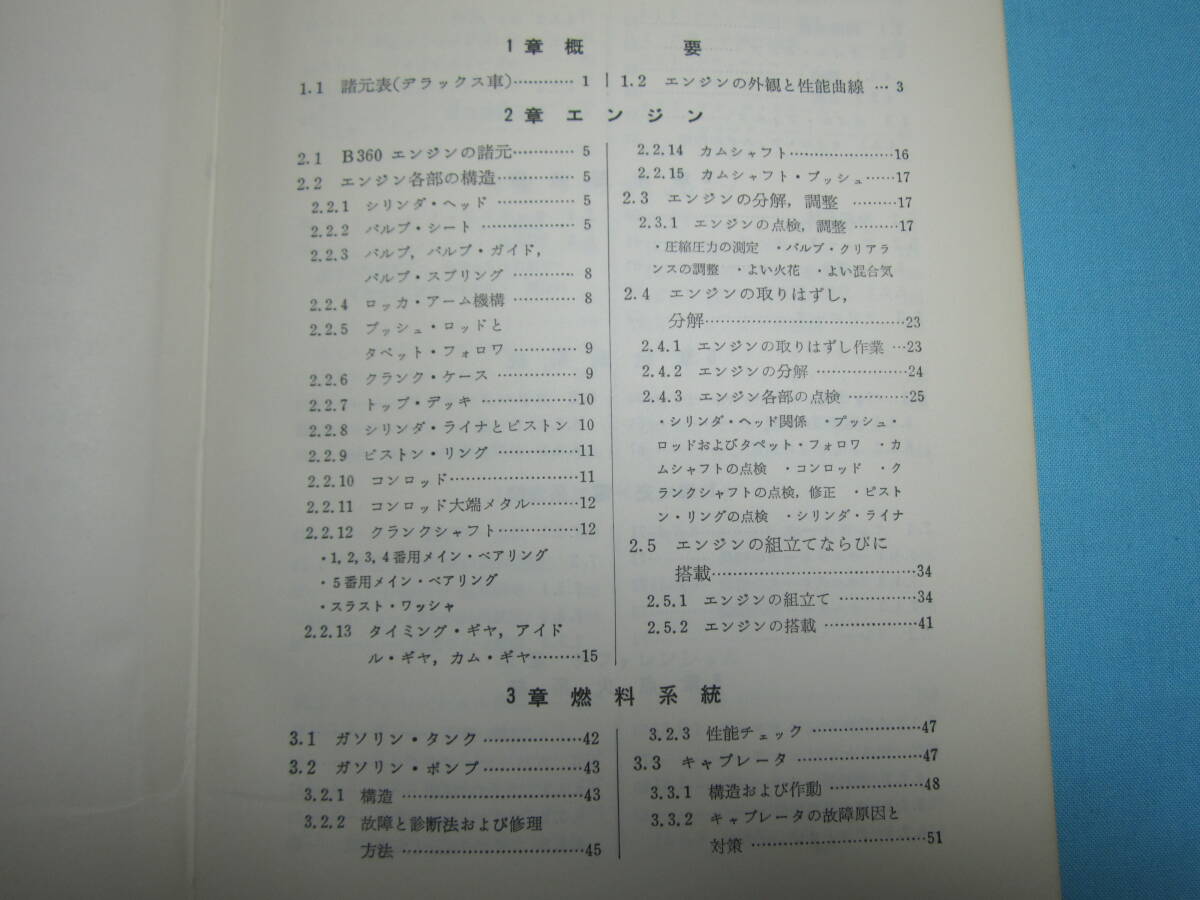 1章 概　　　要
1.1 諸元表(デラックス車)………… 1
1.2 エンジンの外観と性能曲線 … 3
2章 エ ン ジ ン
2.1 B360 エンジンの諸元………… 5
2.2 エンジン各部の構造…………… 5
2.2.1 シリンダ・ヘッド …………… 5
2.2.2 バルブ・シート ……………… 5
2.2.3 バルブ, バルブ・ガイド,
バルブ・スプリング ………… 8
2.2.4 ロッカ・アーム機構 ………… 8
2.2.5 プッシュ・ロッドと
タペット・フォロワ ………… 9
2.2.6 クランク・ケース …………… 9
2.2.7 トップ・デッキ ………………10
2.2.8 シリンダ・ライナとピストン 10
2.2.9 ピストン・リング ……………11
2.2.10 コンロッド……………………11
2.2.11 コンロッド大端メタル………12
2.2.12 クランクシャフト……………12
・1, 2, 3, 4番用メイン・ベアリング
・5番用メイン・ベアリング
・スラスト・ワッシャ
2.2.13 タイミング・ギヤ, アイド
ル・ギヤ, カム・ギヤ………15
2.2.14 カムシャフト…………………16
2.2.15 カムシャフト・ブッシュ……17
2.3 エンジンの分解, 調整 ………17
2.3.1 エンジンの点検, 調整 ………17
・圧縮圧力の測定 ・バルブ・クリアラ
ンスの調整 ・よい火花 ・よい混合気
2.4 エンジンの取りはずし,
分解…………………………………23
2.4.1 エンジンの取りはずし作業 …23
2.4.2 エンジンの分解 ………………24
2.4.3 エンジン各部の点検 …………25
・シリンダ・ヘッド関係 ・プッシュ・
ロッドおよびタペット・フォロワ ・カ
ムシャフトの点検 ・コンロッド ・ク
ランクシャフトの点検, 修正 ・ピスト
ン・リングの点検 ・シリンダ・ライナ
2.5 エンジンの組立てならびに
搭載…………………………………34
2.5.1 エンジンの組立て ……………34
2.5.2 エンジンの搭載 ………………41
3章 燃 料 系 統
3.1 ガソリン・タンク ………………42
3.2 ガソリン・ポンプ ………………43
3.2.1 構造 ……………………………43
3.2.2 故障と診断法および修理
方法 ……………………………45
3.2.3 性能チェック …………………47
3.3 キャブレータ ……………………47
3.3.1 構造および作動 ………………48
3.3.2 キャブレータの故障原因と
対策 ……………………………51